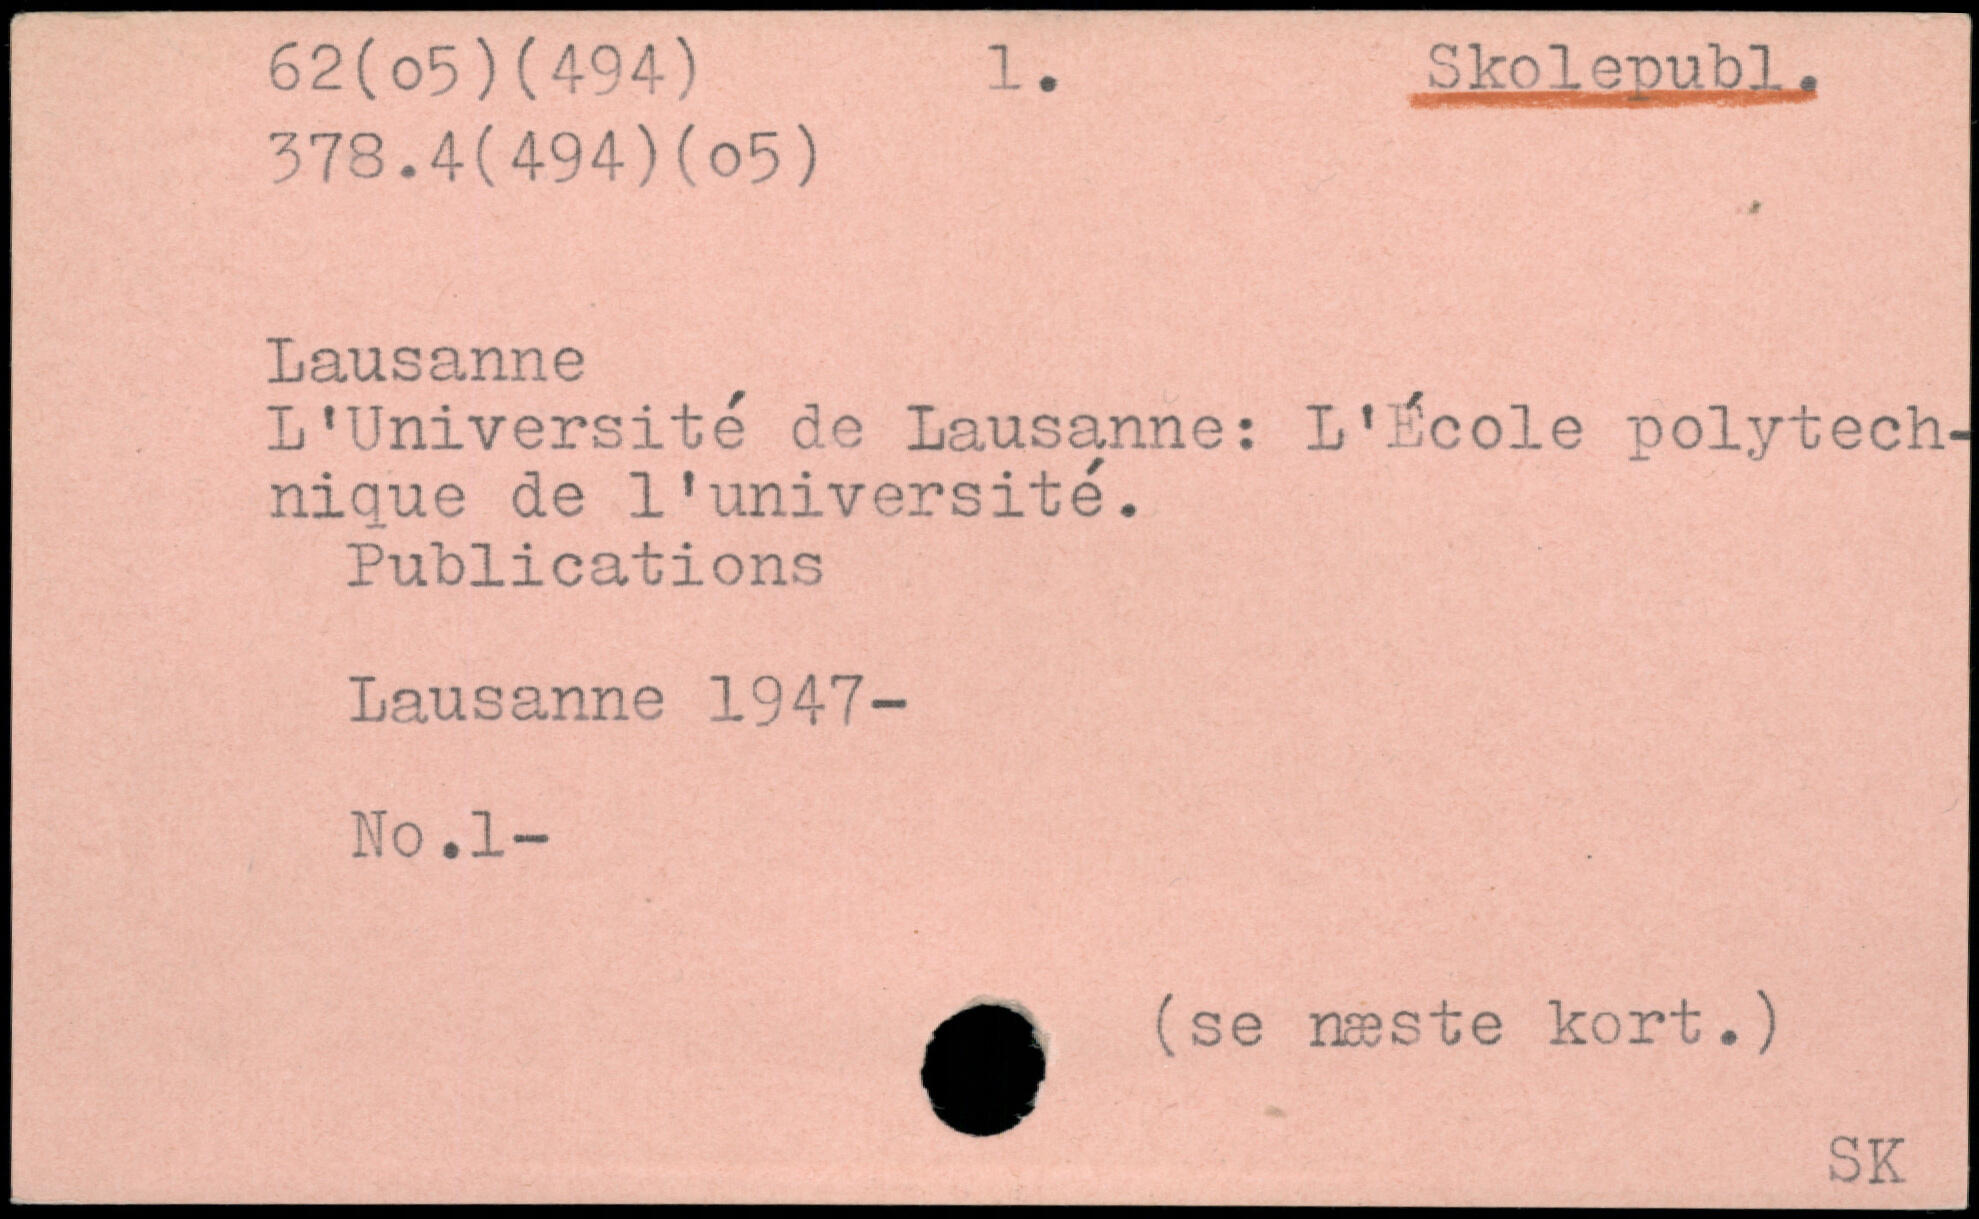 62(o5)(494) 1. Skolepubl.
378.4(494)(o5)
Lausanne
L'Université de Lausanne: L'École polytech-
nique de l'université.
Publications
Lausanne 1947-
No.1-
(se næste kort.)
SK